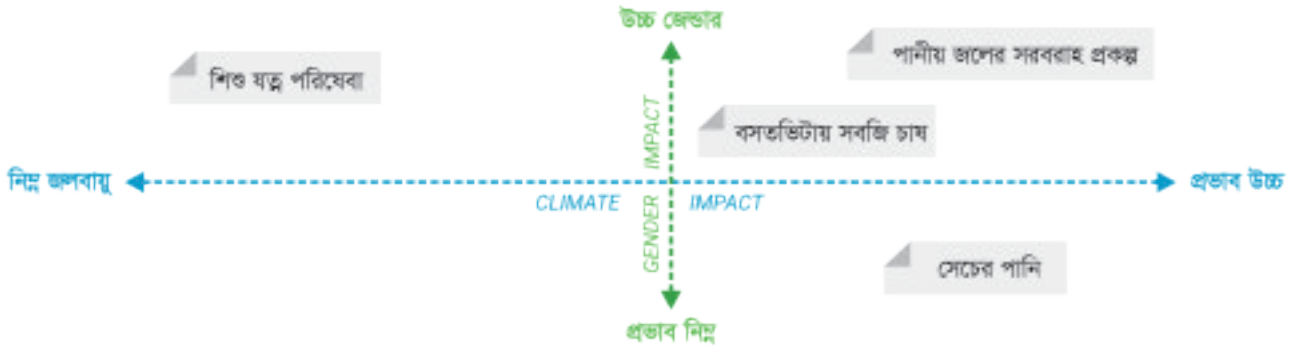 উচ্চ জেন্ডার
পানীয় জলের সরবরাহ প্রকল্প
শিশু যত্ন পরিষেবা
বসতভিটায় সবজি চাষ
GENDER IMPACT
নিম্ন জলবায়ু
প্রভাব উচ্চ
CLIMATE IMPACT
সেচের পানি
প্রভাব নিম্ন